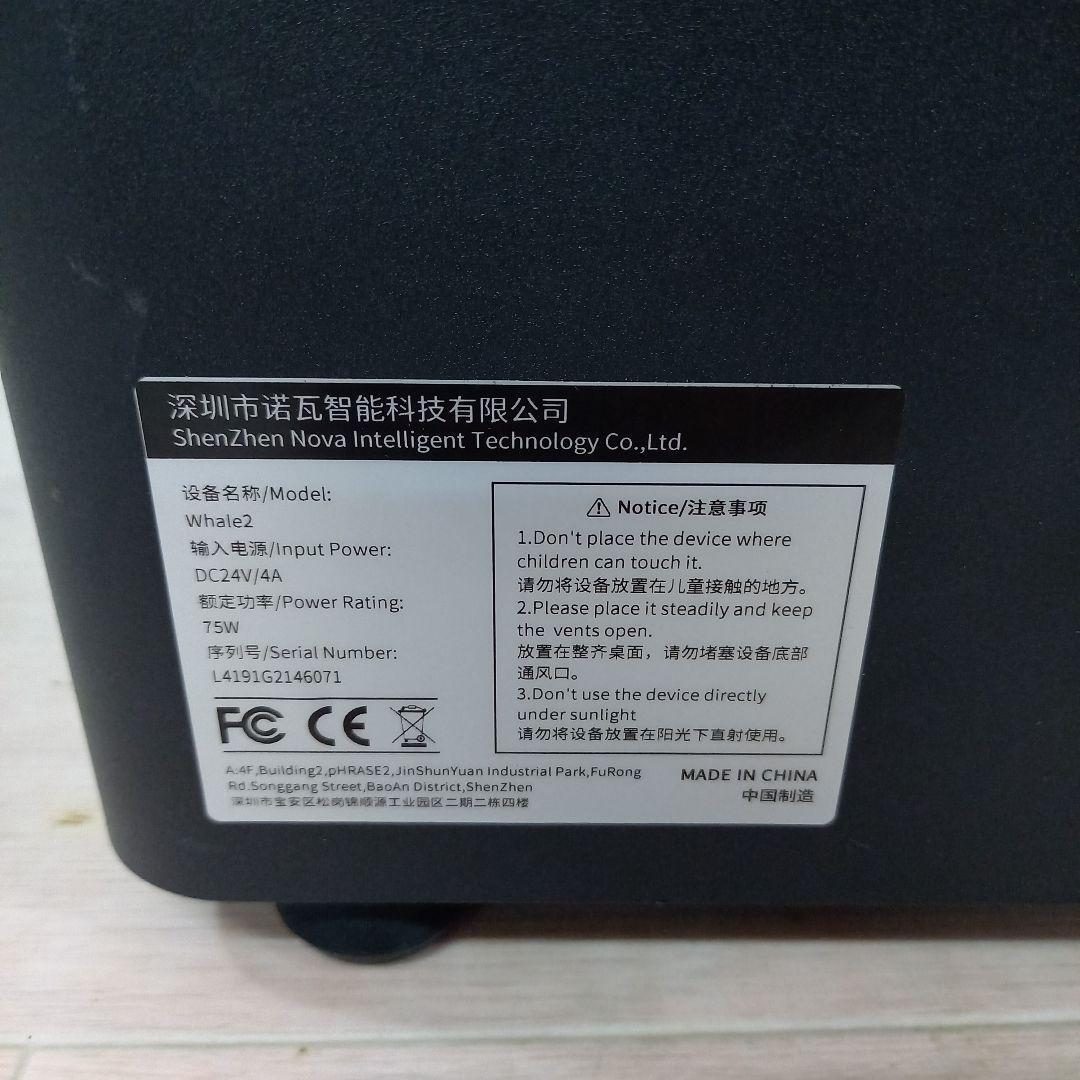 深圳市诺瓦智能科技有限公司
ShenZhen Nova Intelligent Technology Co.,Ltd.
设备名称/Model:
Whale2
输入电源/Input Power:
DC24V/4A
额定功率/Power Rating:
75W
序列号/Serial Number:
L4191G2146071
FC CE
Notice/注意事项
1.Don't place the device where
children can touch it.
请勿将设备放置在儿童接触的地方。
2.Please place it steadily and keep
the vents open.
放置在整齐桌面，请勿堵塞设备底部
通风口。
3.Don't use the device directly
under sunlight
请勿将设备放置在阳光下直射使用。
A:4F,Building2,pHRASE2,JinShunYuan Industrial Park,FuRong
Rd.Songgang Street,BaoAn District,ShenZhen
深圳市宝安区松岗锦顺源工业园区二期二栋四楼
MADE IN CHINA
中国制造